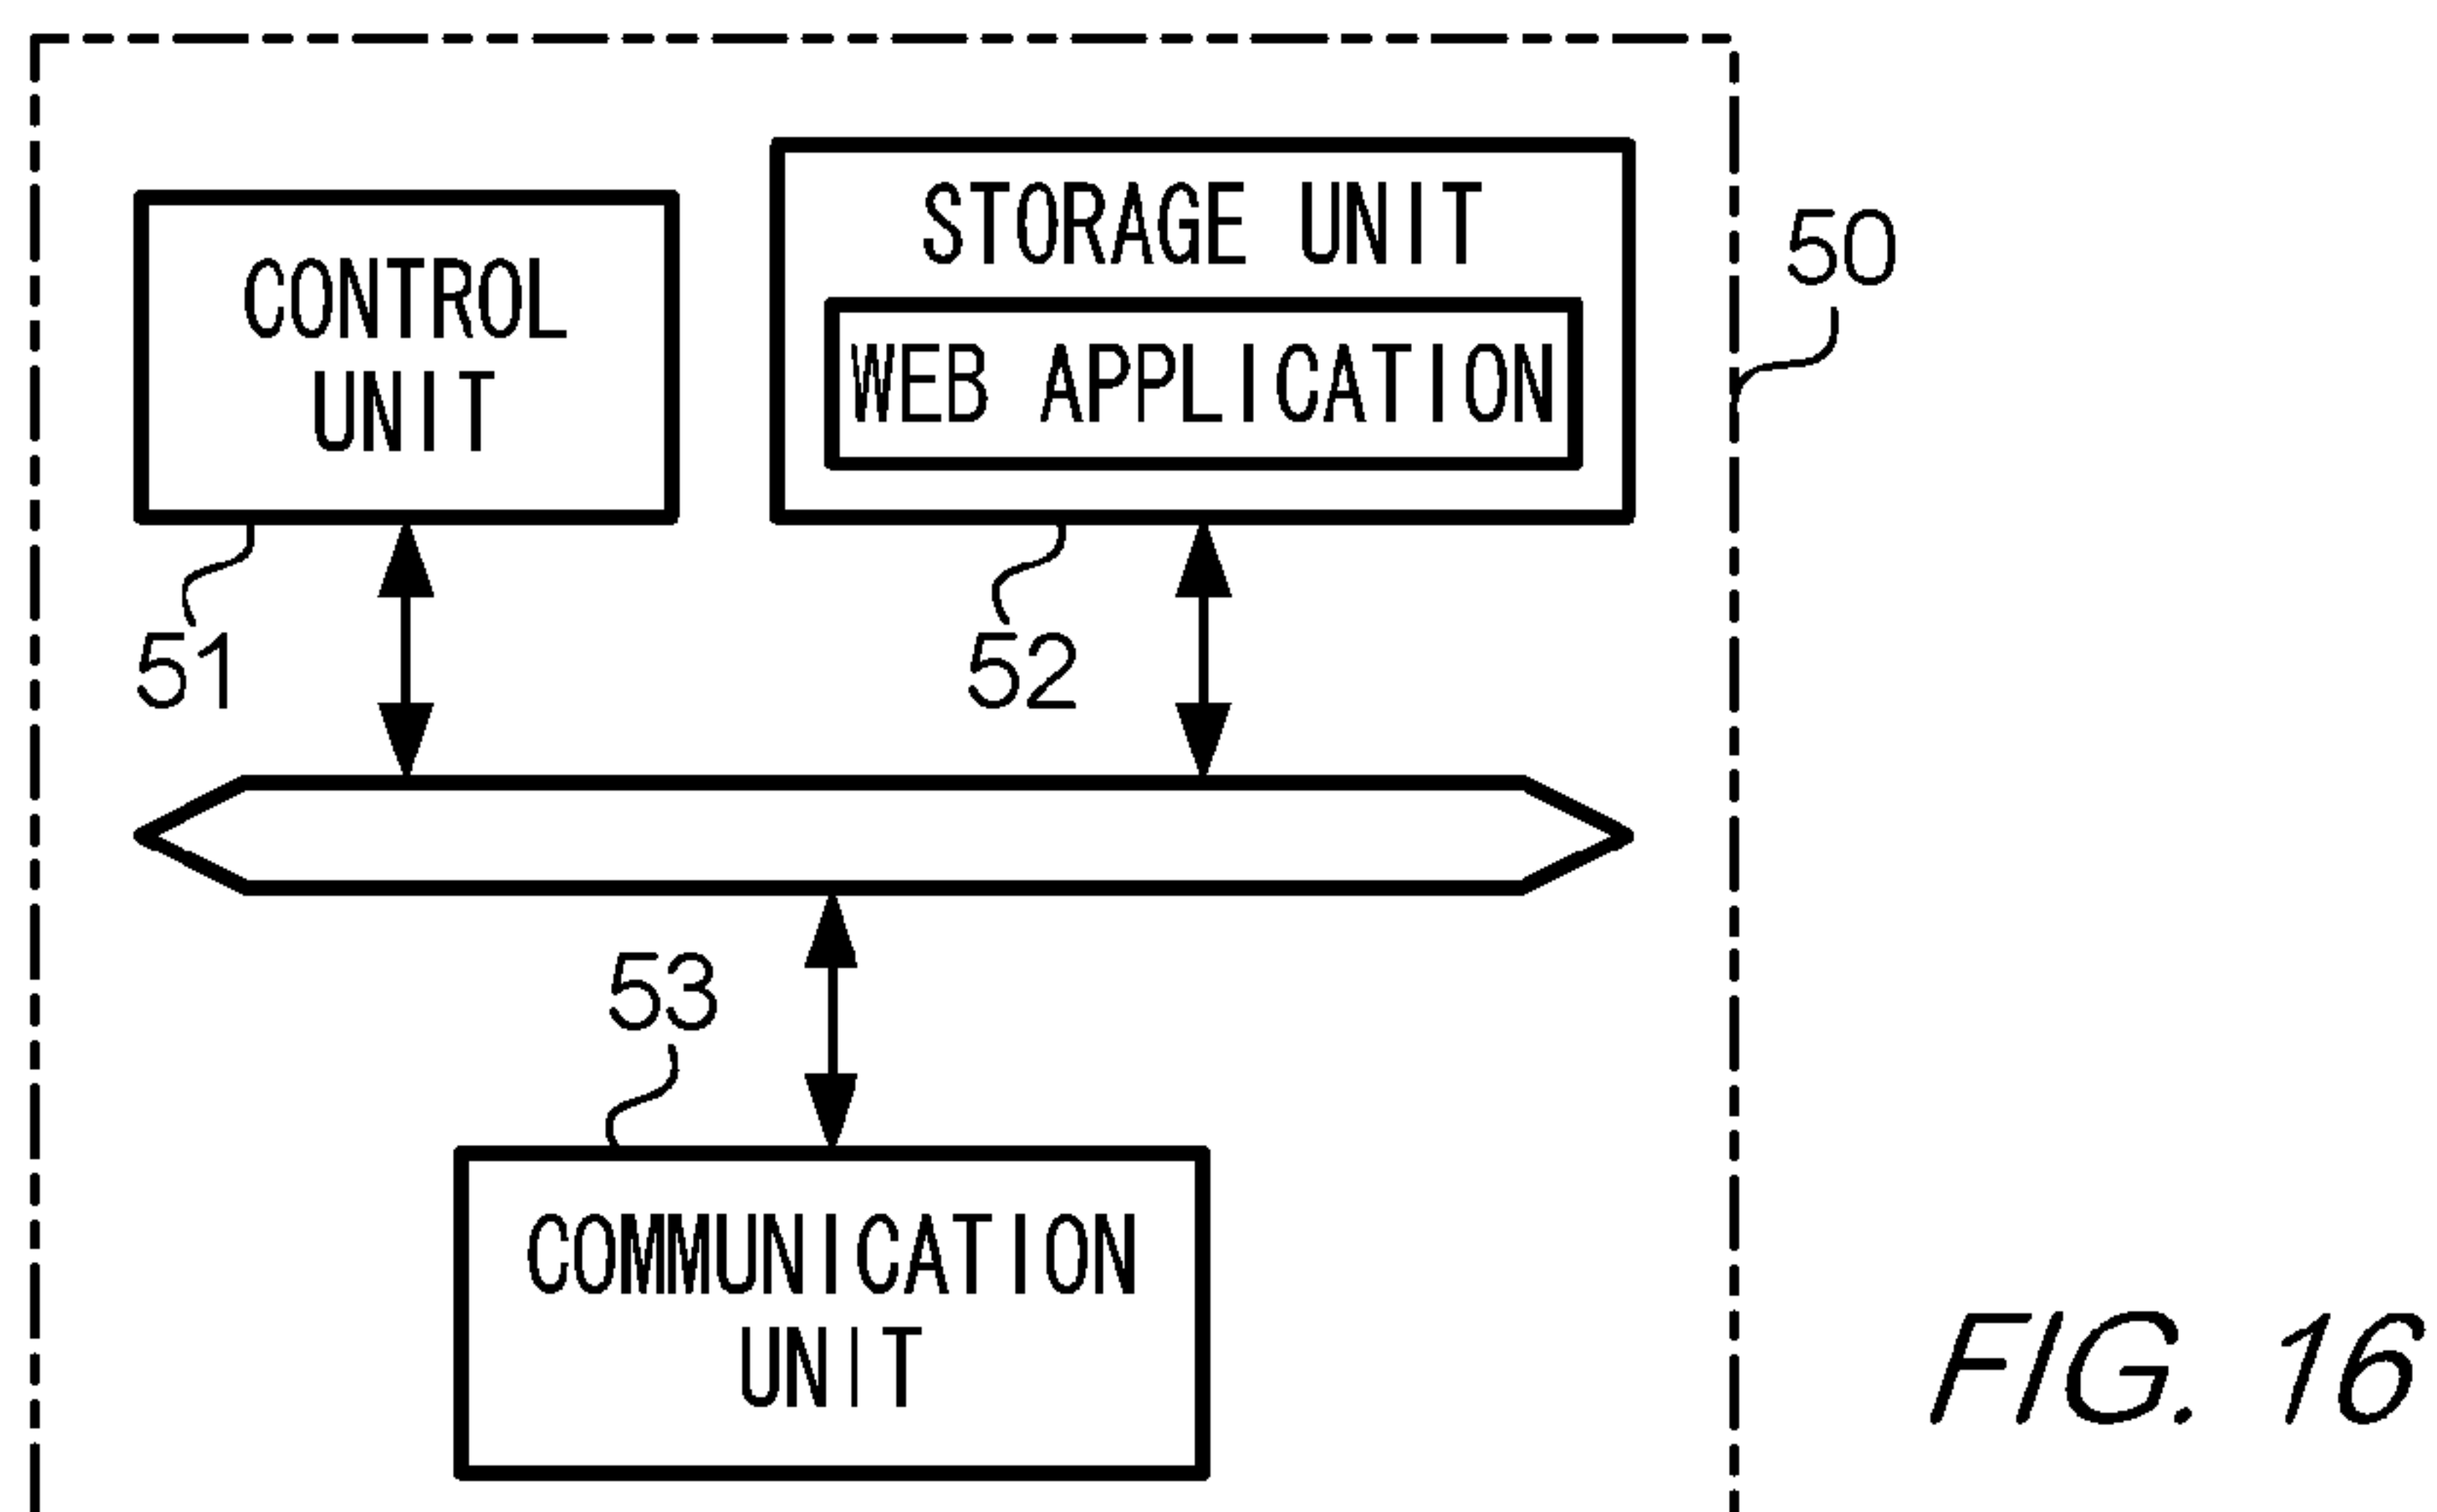 CONTROL
UNIT
STORAGE UNIT
WEB APPLICATION
50
51
52
53
COMMUNICATION
UNIT
FIG. 16